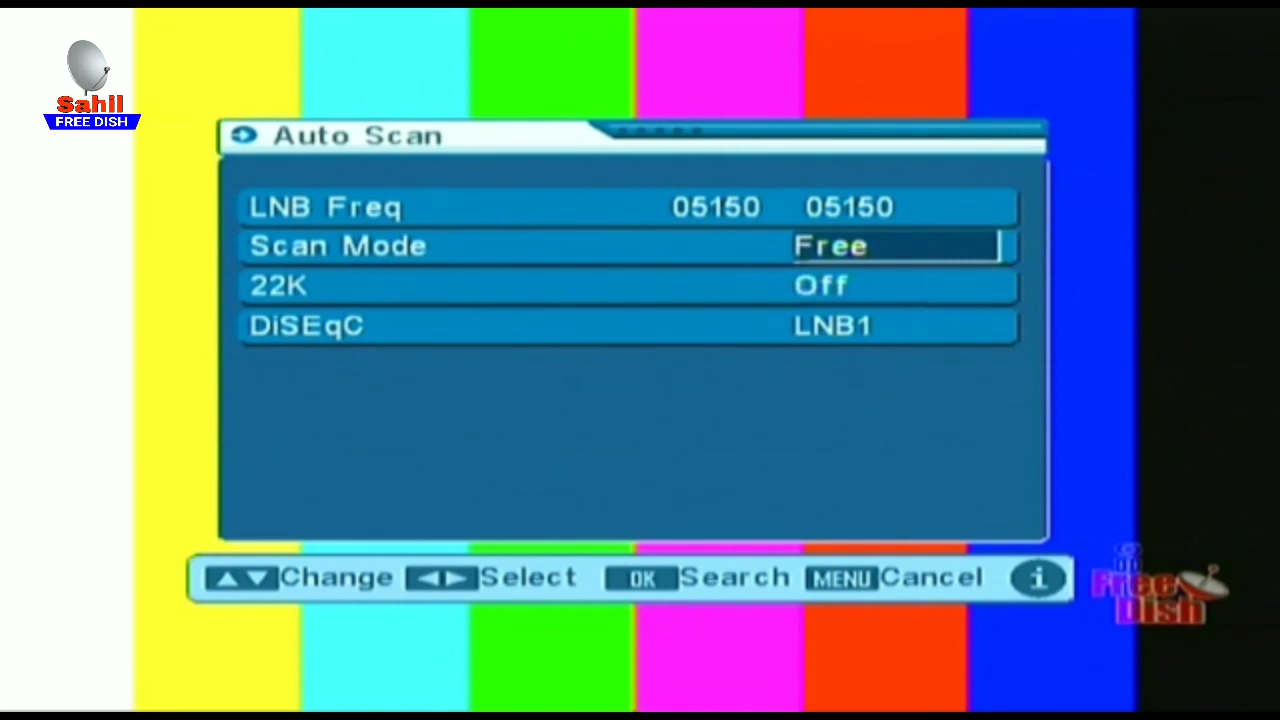 Sahil
FREE DISH
Auto Scan
LNB Freq 05150 05150
Scan Mode Free
22K Off
DiSEqC LNB1
Change Select OK Search MENU Cancel i
DD
Free
Dish